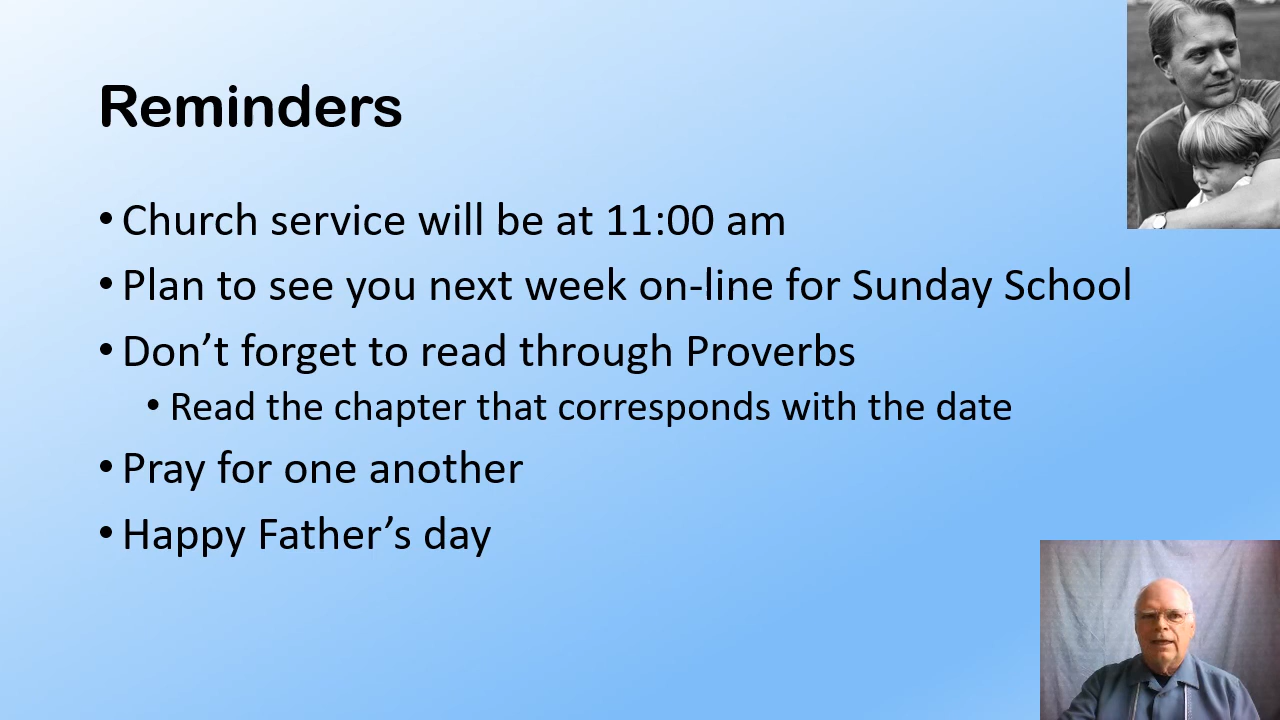 Reminders
• Church service will be at 11:00 am
• Plan to see you next week on-line for Sunday School
• Don’t forget to read through Proverbs
• Read the chapter that corresponds with the date
• Pray for one another
• Happy Father’s day